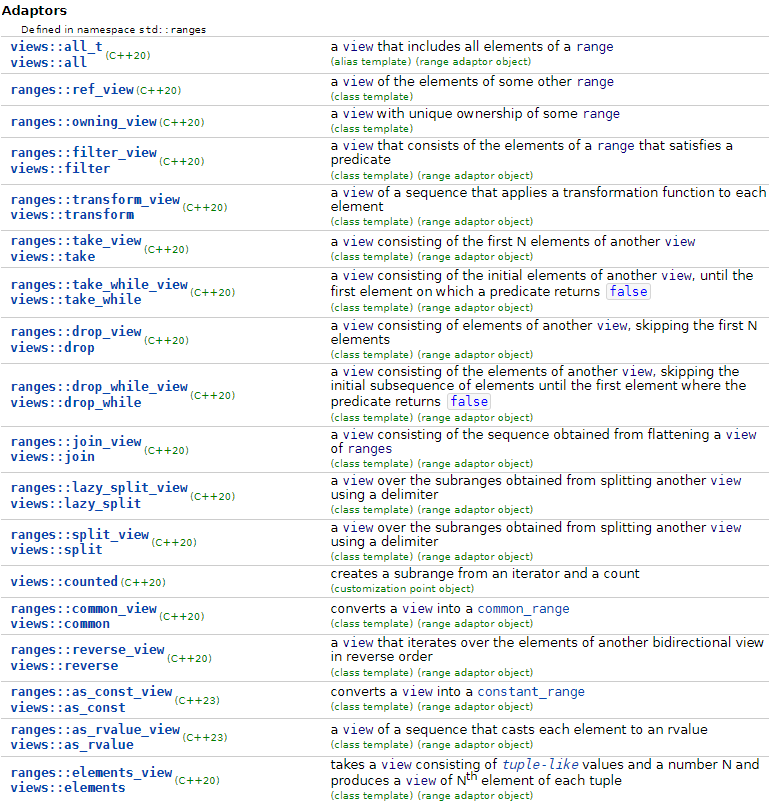 Adaptors
Defined in namespace std::ranges
views::all_t
views::all
(C++20)
a view that includes all elements of a range
(alias template) (range adaptor object)
ranges::ref_view (C++20)
a view of the elements of some other range
(class template)
ranges::owning_view (C++20)
a view with unique ownership of some range
(class template)
ranges::filter_view
views::filter
(C++20)
a view that consists of the elements of a range that satisfies a
predicate
(class template) (range adaptor object)
ranges::transform_view
views::transform
(C++20)
a view of a sequence that applies a transformation function to each
element
(class template) (range adaptor object)
ranges::take_view
views::take
(C++20)
a view consisting of the first N elements of another view
(class template) (range adaptor object)
ranges::take_while_view
views::take_while
(C++20)
a view consisting of the initial elements of another view, until the
first element on which a predicate returns false
(class template) (range adaptor object)
ranges::drop_view
views::drop
(C++20)
a view consisting of elements of another view, skipping the first N
elements
(class template) (range adaptor object)
ranges::drop_while_view
views::drop_while
(C++20)
a view consisting of the elements of another view, skipping the
initial subsequence of elements until the first element where the
predicate returns false
(class template) (range adaptor object)
ranges::join_view
views::join
(C++20)
a view consisting of the sequence obtained from flattening a view
of ranges
(class template) (range adaptor object)
ranges::lazy_split_view
views::lazy_split
(C++20)
a view over the subranges obtained from splitting another view
using a delimiter
(class template) (range adaptor object)
ranges::split_view
views::split
(C++20)
a view over the subranges obtained from splitting another view
using a delimiter
(class template) (range adaptor object)
views::counted (C++20)
creates a subrange from an iterator and a count
(customization point object)
ranges::common_view
views::common
(C++20)
converts a view into a common_range
(class template) (range adaptor object)
ranges::reverse_view
views::reverse
(C++20)
a view that iterates over the elements of another bidirectional view
in reverse order
(class template) (range adaptor object)
ranges::as_const_view
views::as_const
(C++23)
converts a view into a constant_range
(class template) (range adaptor object)
ranges::as_rvalue_view
views::as_rvalue
(C++23)
a view of a sequence that casts each element to an rvalue
(class template) (range adaptor object)
ranges::elements_view
views::elements
(C++20)
takes a view consisting of tuple-like values and a number N and
produces a view of Nth element of each tuple
(class template) (range adaptor object)